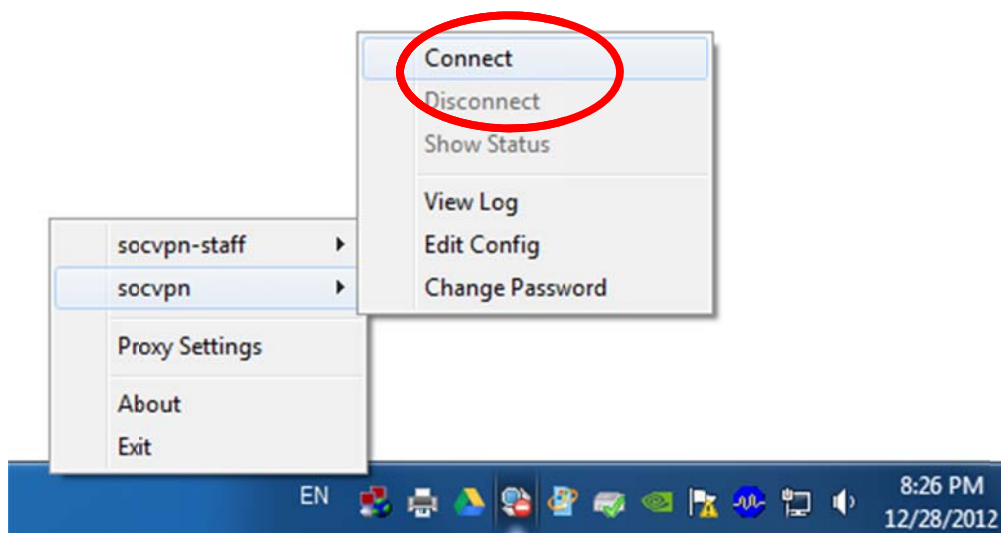 Connect
Disconnect
Show Status
View Log
Edit Config
Change Password
socvpn-staff
socvpn
Proxy Settings
About
Exit
EN
8:26 PM
12/28/2012